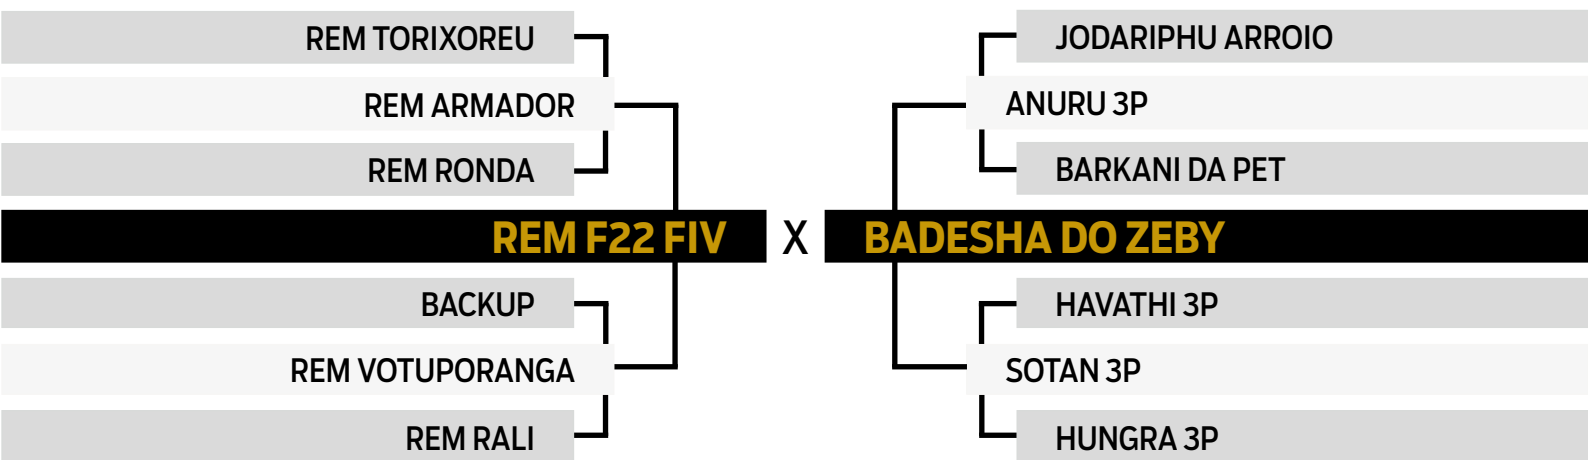 REM TORIXOREU
REM ARMADOR
REM RONDA
REM F22 FIV
BACKUP
REM VOTUPORANGA
REM RALI
X
JODARIPHU ARROIO
ANURU 3P
BARKANI DA PET
BADESHA DO ZEBY
HAVATHI 3P
SOTAN 3P
HUNGRA 3P